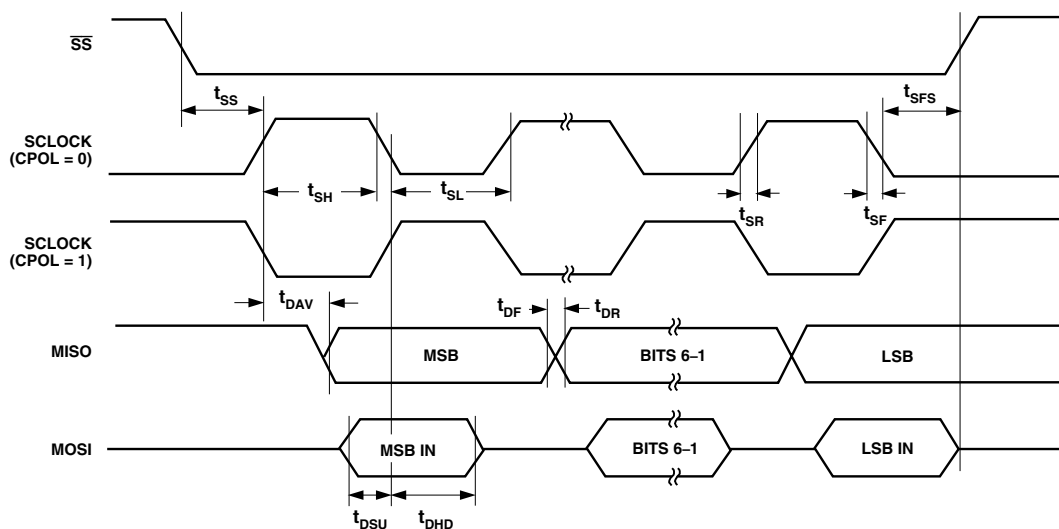 SS
tSS
tSFS
SCLOCK
(CPOL = 0)
tSH
tSL
tSR
tSF
SCLOCK
(CPOL = 1)
tDAV
tDF
tDR
MISO
MSB
BITS 6–1
LSB
MOSI
MSB IN
BITS 6–1
LSB IN
tDSU
tDHD